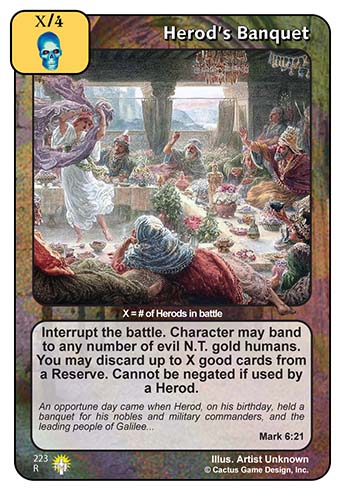 X/4
Herod's Banquet
X = # of Herods in battle
Interrupt the battle. Character may band
to any number of evil N.T. gold humans.
You may discard up to X good cards from
a Reserve. Cannot be negated if used by
a Herod.
An opportune day came when Herod, on his birthday, held a
banquet for his nobles and military commanders, and the
leading people of Galilee...
Mark 6:21
223
R
Illus. Artist Unknown
© Cactus Game Design, Inc.